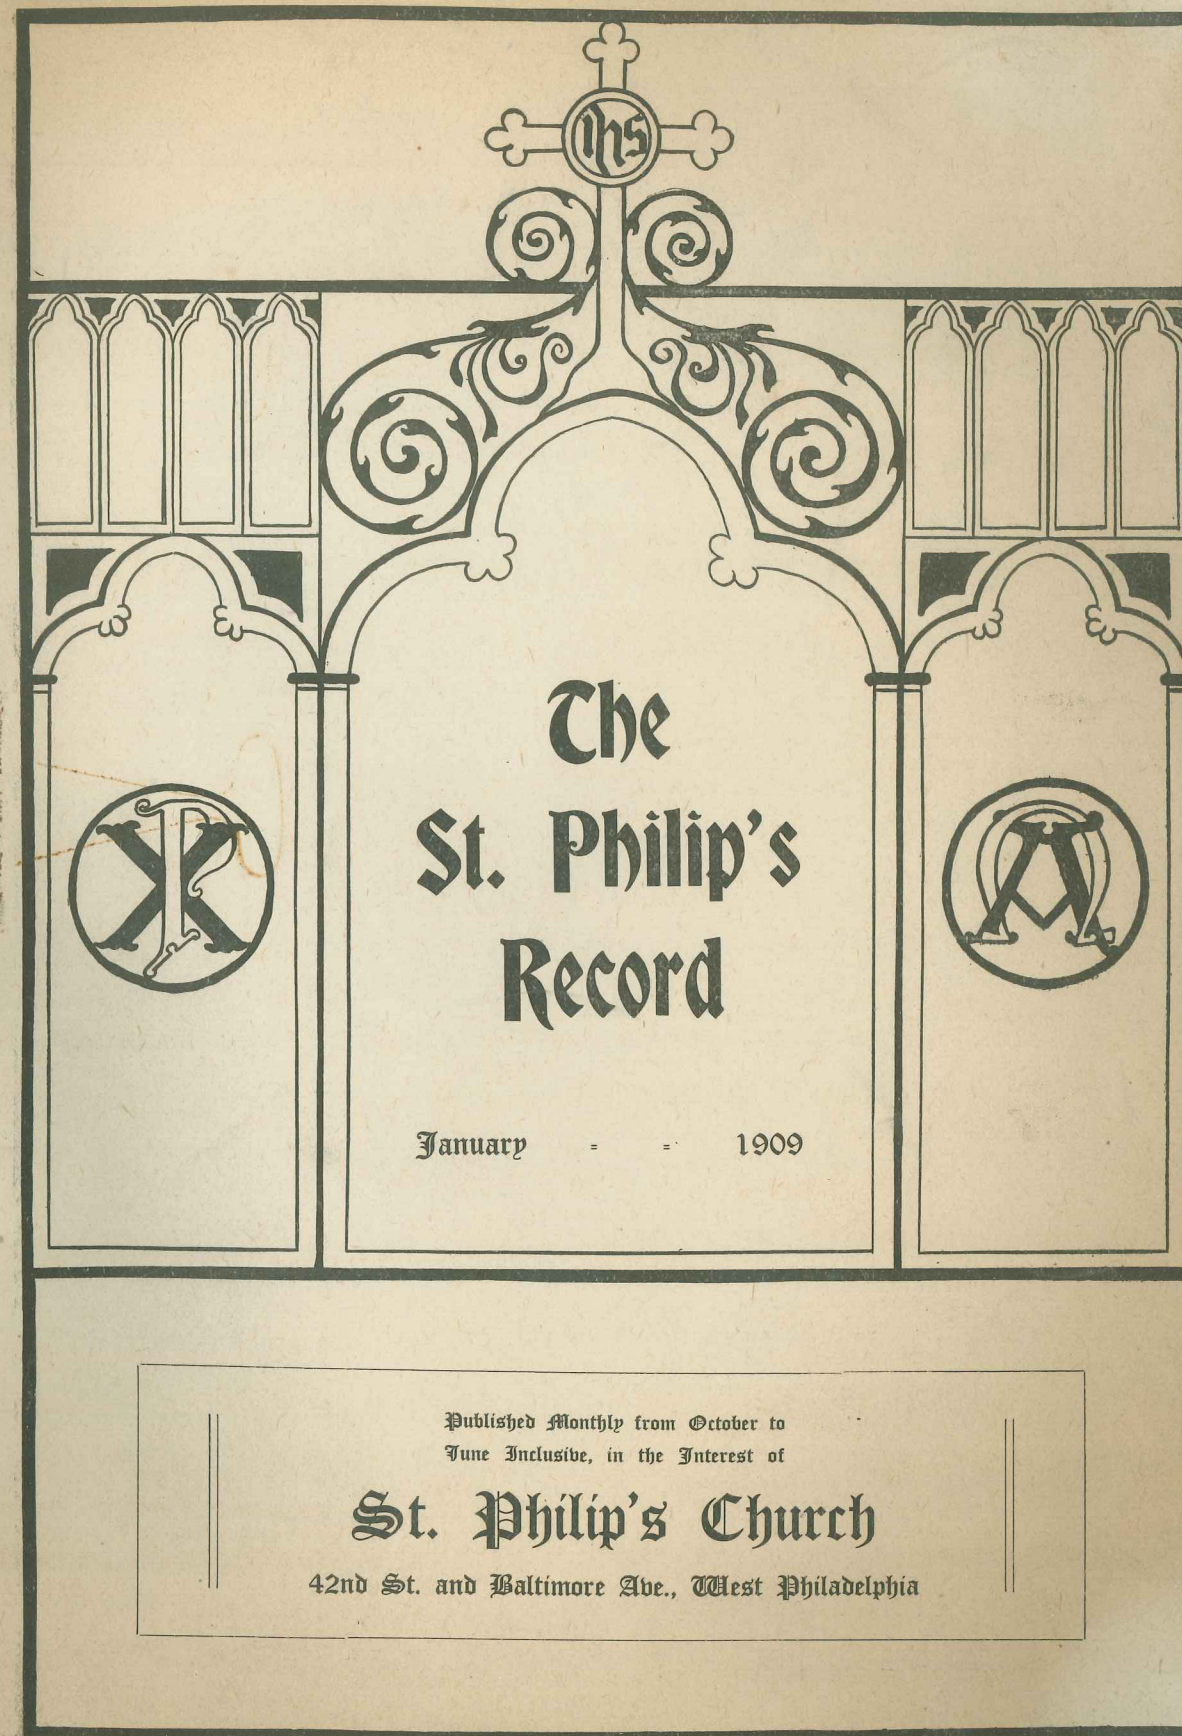 ihs
The
St. Philip's
Record
January - - 1909
Published Monthly from October to
June Inclusive, in the Interest of
St. Philip's Church
42nd St. and Baltimore Ave., West Philadelphia